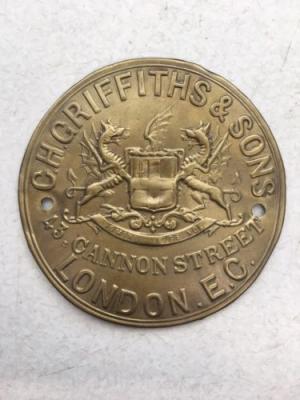 C.H.GRIFFITHS & SONS
43, CANNON STREET
LONDON. E.C.